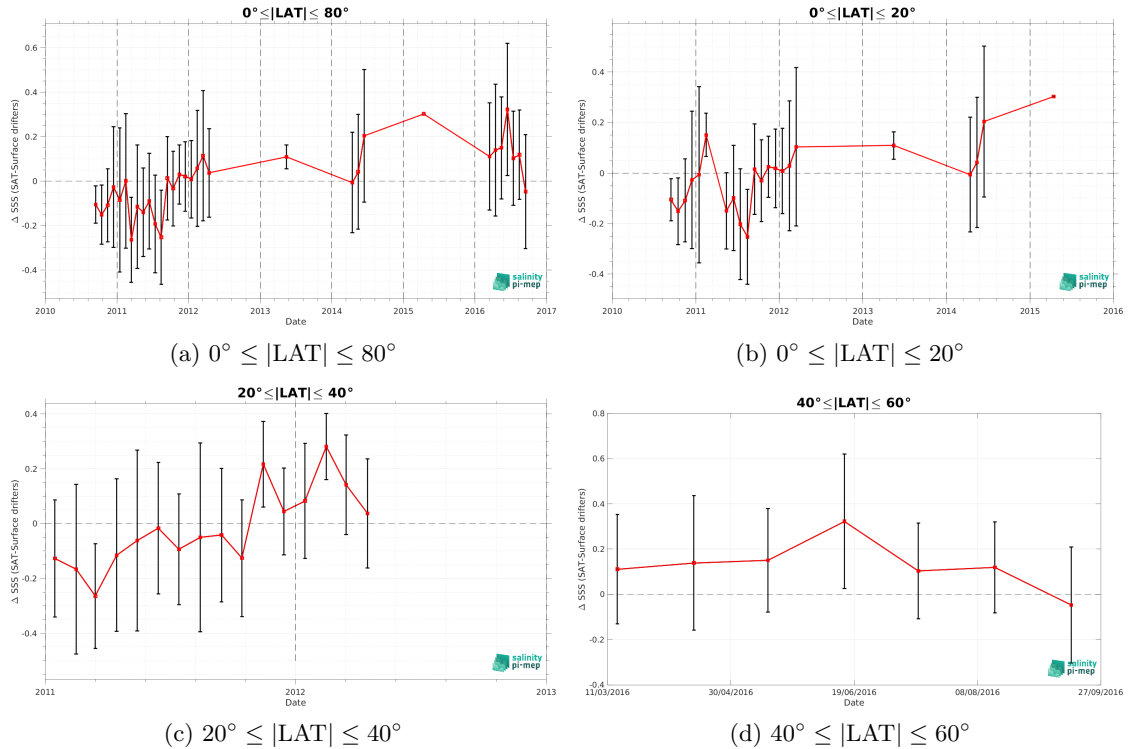 0°≤|LAT|≤ 80°
Δ SSS (SAT-Surface drifters)
0.6
0.4
0.2
0
-0.2
-0.4
2010 2011 2012 2013 2014 2015 2016 2017
Date
salinity
pi-mep
(a) 0° ≤ |LAT| ≤ 80°
0°≤|LAT|≤ 20°
Δ SSS (SAT-Surface drifters)
0.4
0.2
0
-0.2
-0.4
2010 2011 2012 2013 2014 2015 2016
Date
salinity
pi-mep
(b) 0° ≤ |LAT| ≤ 20°
20°≤|LAT|≤ 40°
Δ SSS (SAT-Surface drifters)
0.4
0.2
0
-0.2
-0.4
2011 2012 2013
Date
salinity
pi-mep
(c) 20° ≤ |LAT| ≤ 40°
40°≤|LAT|≤ 60°
Δ SSS (SAT-Surface drifters)
0.8
0.6
0.4
0.2
0
-0.2
-0.4
11/03/2016 30/04/2016 19/06/2016 08/08/2016 27/09/2016
Date
salinity
pi-mep
(d) 40° ≤ |LAT| ≤ 60°